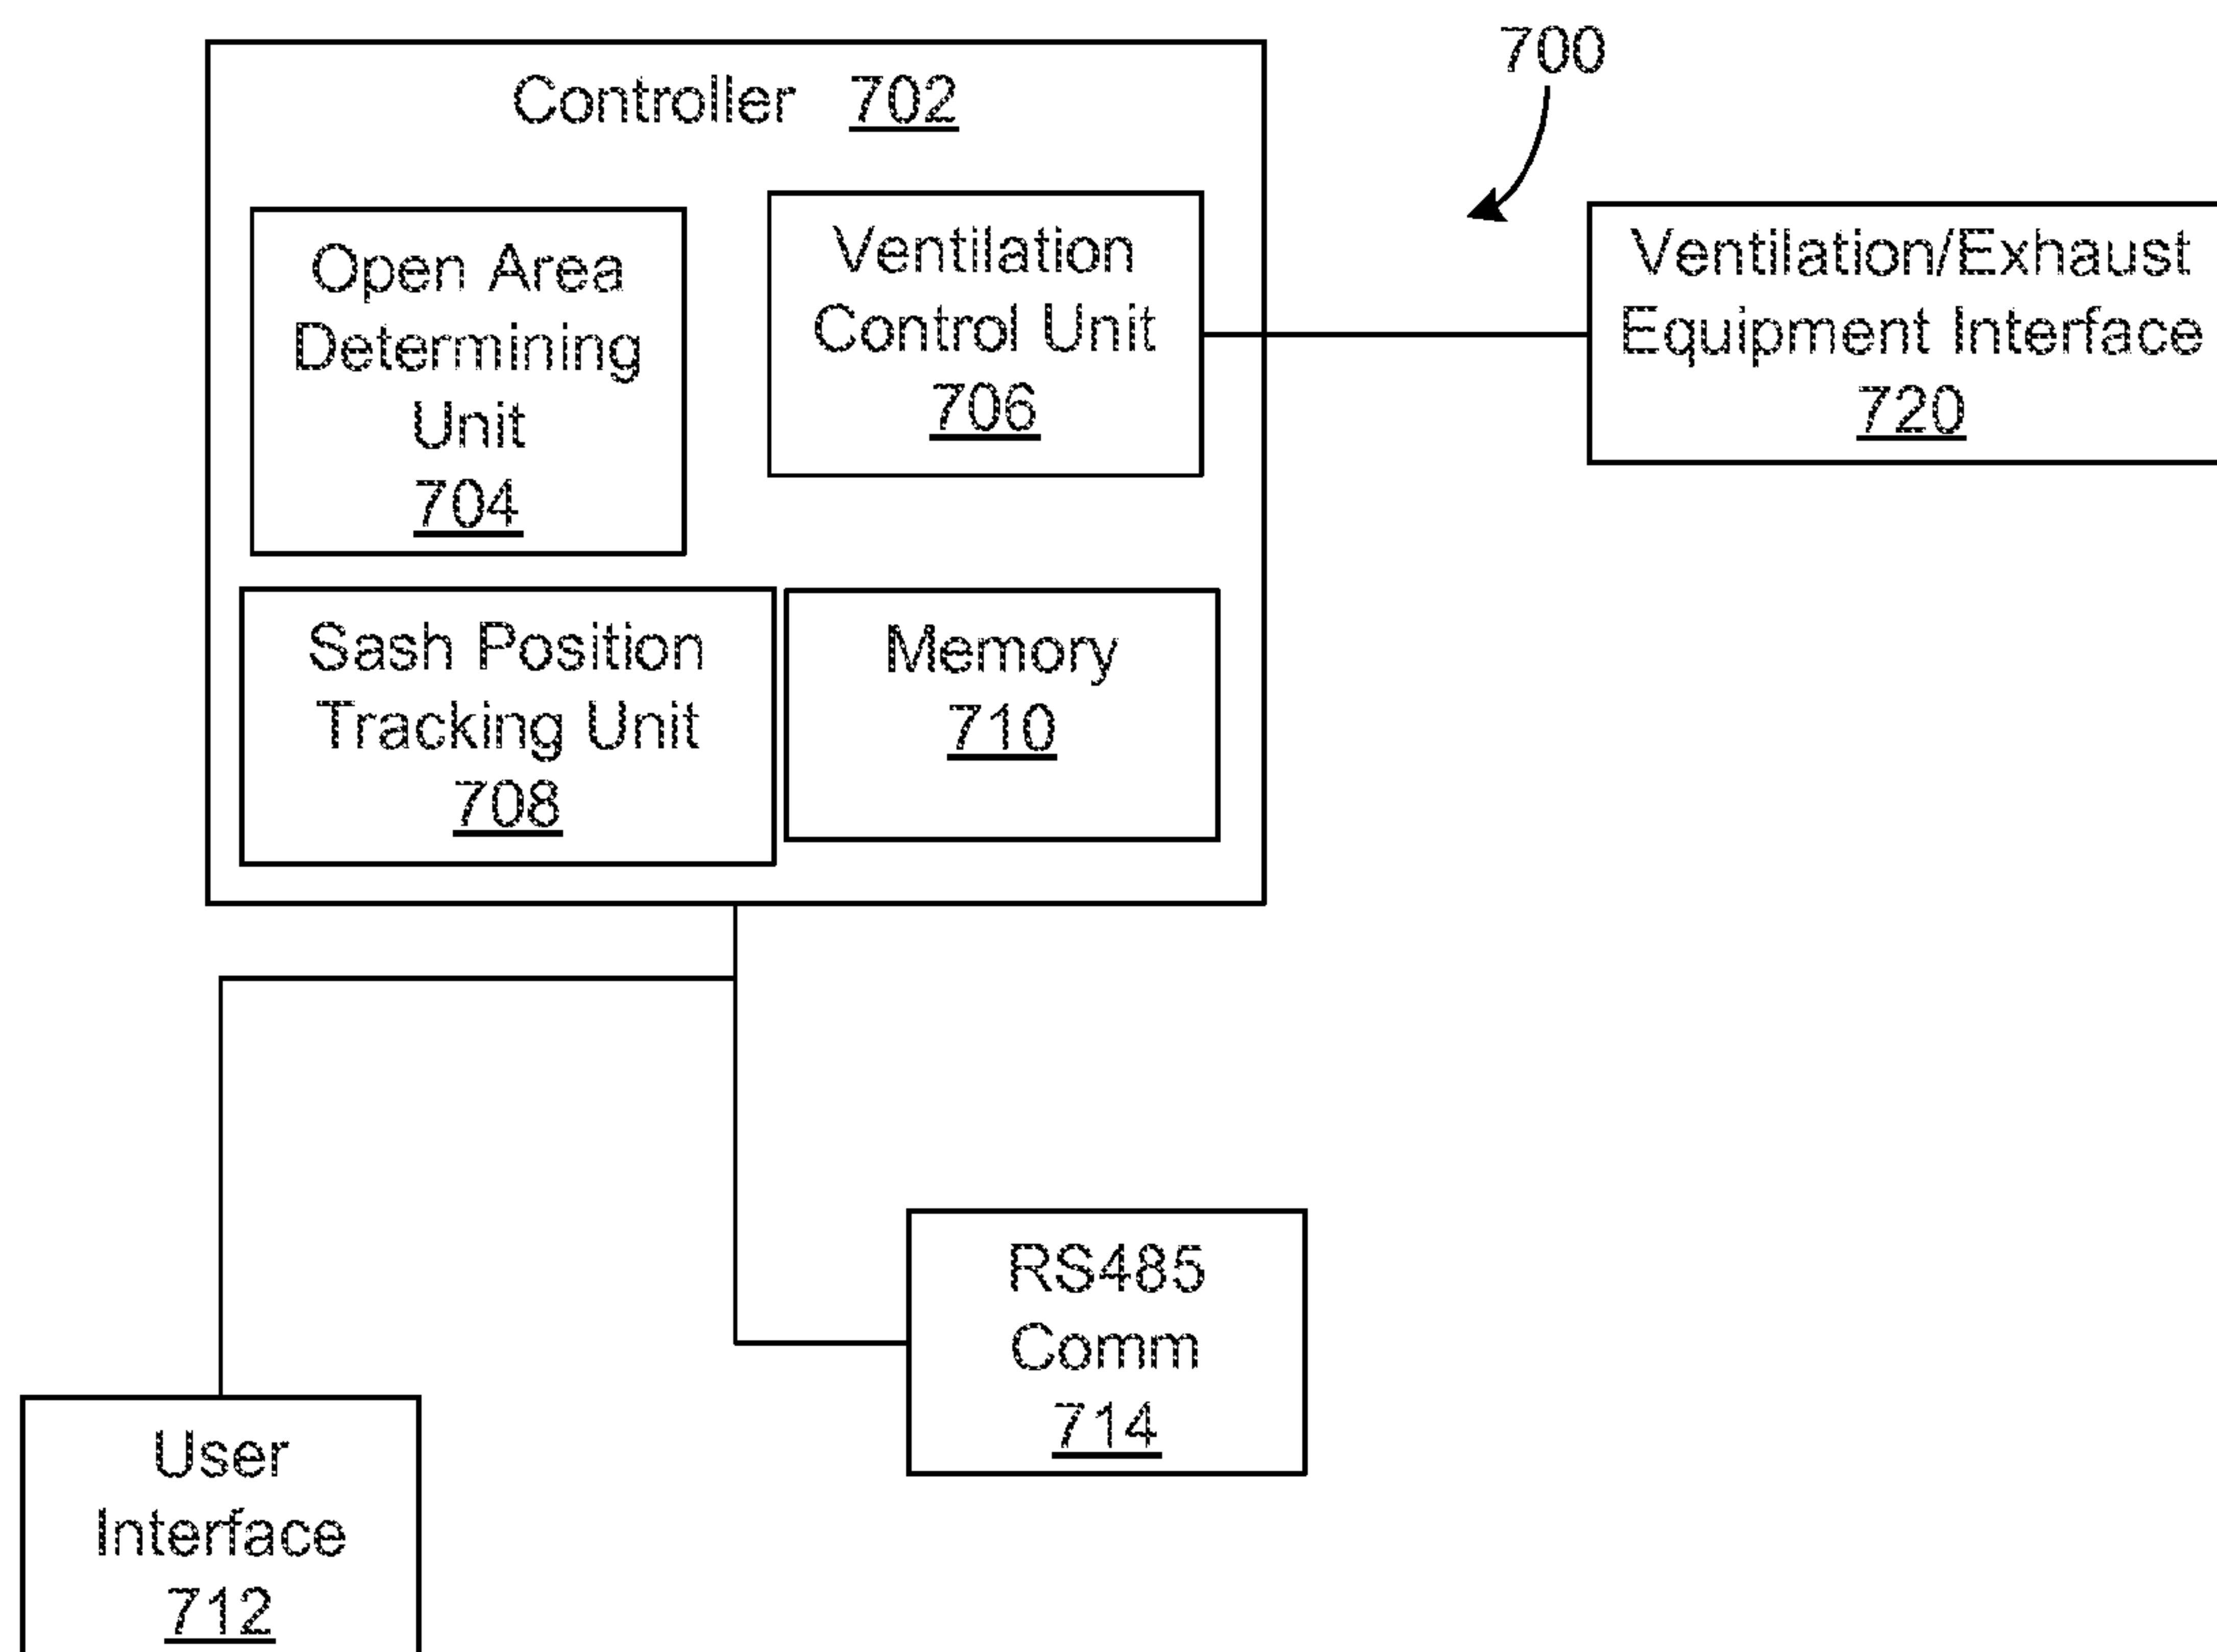 700
Controller 702
Open Area
Determining
Unit
704
Ventilation
Control Unit
706
Ventilation/Exhaust
Equipment Interface
720
Sash Position
Tracking Unit
708
Memory
710
RS485
Comm
714
User
Interface
712